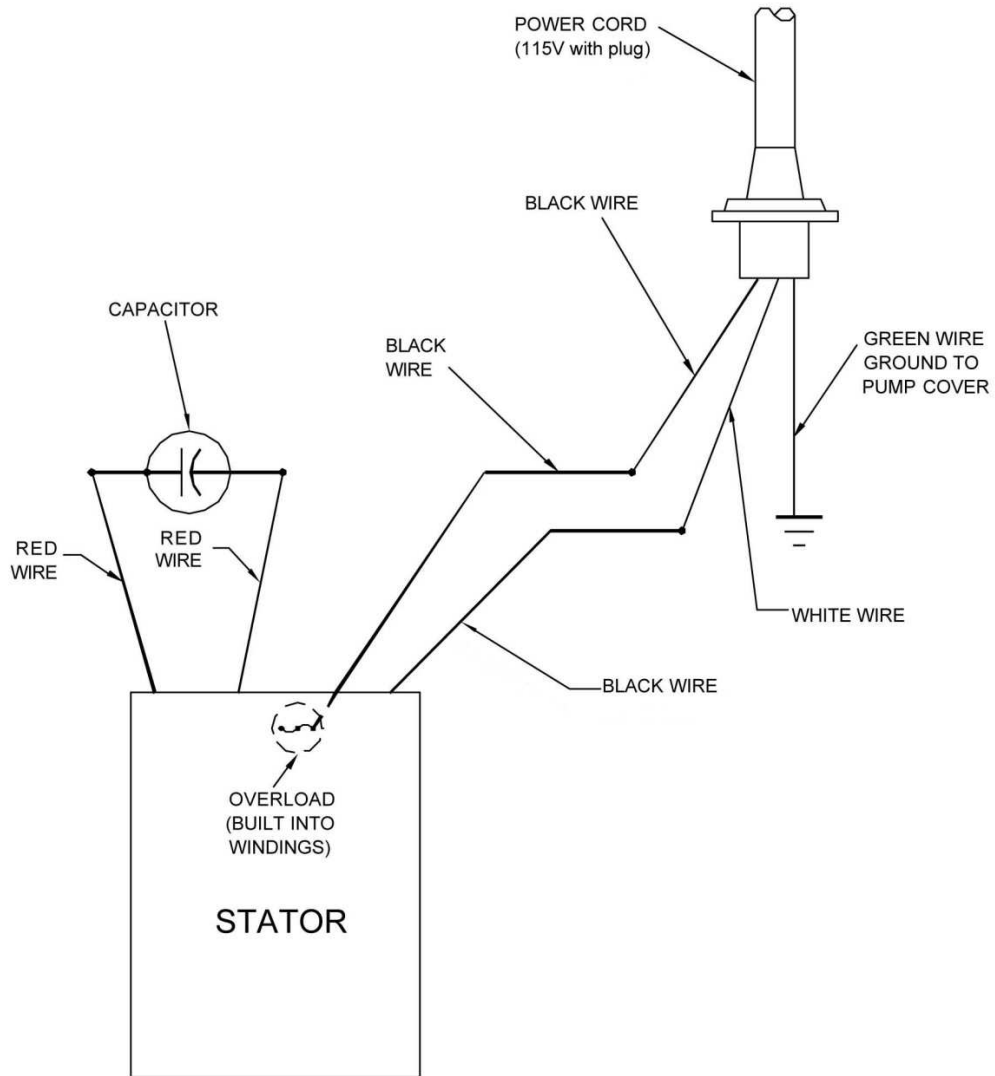 POWER CORD
(115V with plug)
BLACK WIRE
CAPACITOR
BLACK
WIRE
GREEN WIRE
GROUND TO
PUMP COVER
RED
WIRE
RED
WIRE
WHITE WIRE
BLACK WIRE
OVERLOAD
(BUILT INTO
WINDINGS)
STATOR